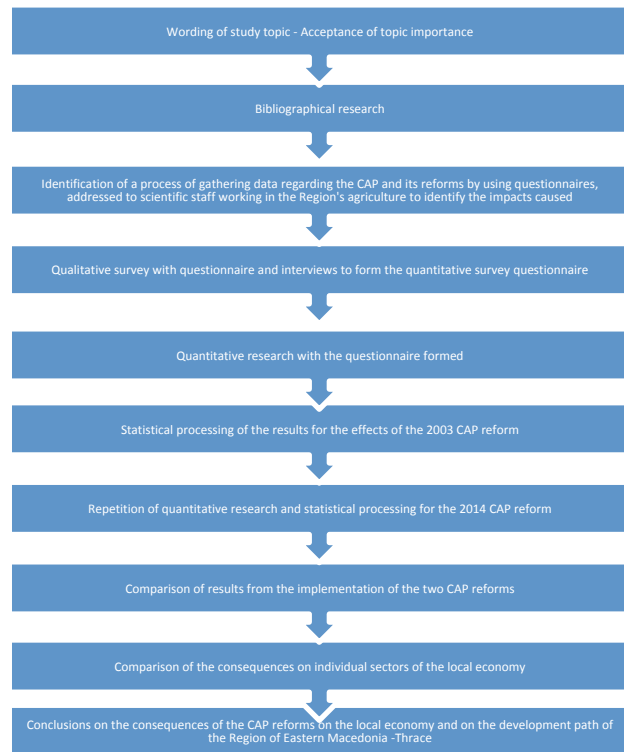 Wording of study topic - Acceptance of topic importance
Bibliographical research
Identification of a process of gathering data regarding the CAP and its reforms by using questionnaires,
addressed to scientific staff working in the Region's agriculture to identify the impacts caused
Qualitative survey with questionnaire and interviews to form the quantitative survey questionnaire
Quantitative research with the questionnaire formed
Statistical processing of the results for the effects of the 2003 CAP reform
Repetition of quantitative research and statistical processing for the 2014 CAP reform
Comparison of results from the implementation of the two CAP reforms
Comparison of the consequences on individual sectors of the local economy
Conclusions on the consequences of the CAP reforms on the local economy and on the development path of
the Region of Eastern Macedonia -Thrace